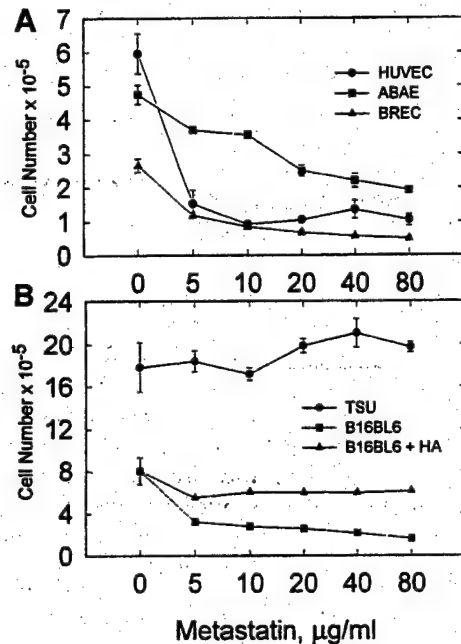 A
Cell Number x 10-5
6
5
4
3
2
1
0
HUVEC
ABAE
BREC
0 5 10 20 40 80
B
Cell Number x 10-5
24
20
16
12
8
4
0
TSU
B16BL6
B16BL6 + HA
0 5 10 20 40 80
Metastatin, µg/ml